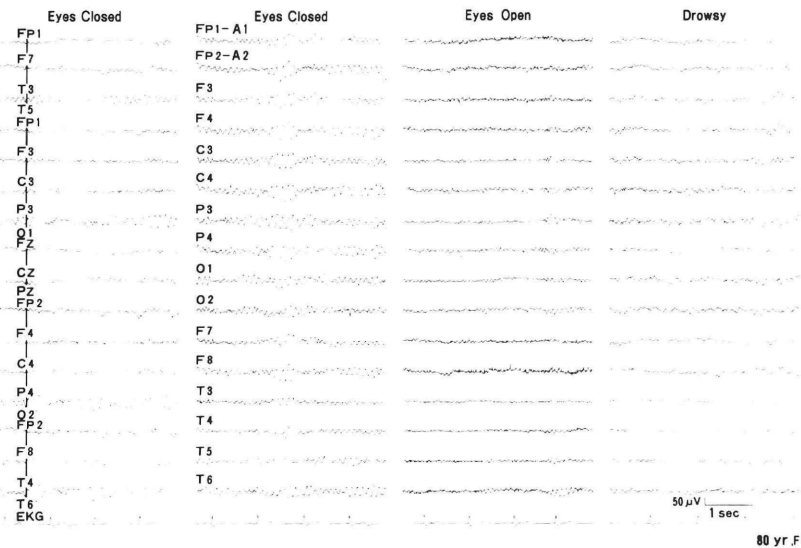 Eyes Closed Eyes Closed Eyes Open Drowsy
FP1 FP1-A1
F7 FP2-A2
T3 F3
T5
FP1 F4
F3 C3
C3 C4
P3 P3
O1
FZ P4
CZ O1
PZ
FP2 O2
F4 F7
C4 F8
P4 T3
O2
FP2 T4
F8 T5
T4 T6
T6
EKG
50 µV
1 sec
80 yr, F